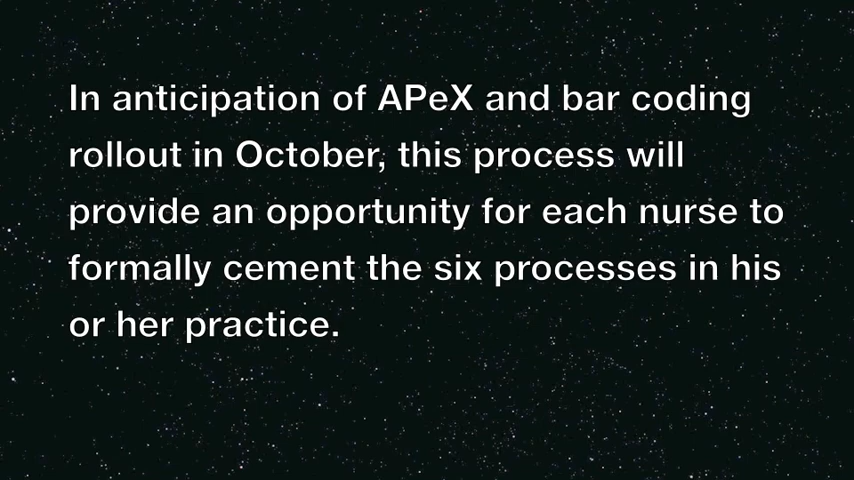 In anticipation of APeX and bar coding
rollout in October, this process will
provide an opportunity for each nurse to
formally cement the six processes in his
or her practice.